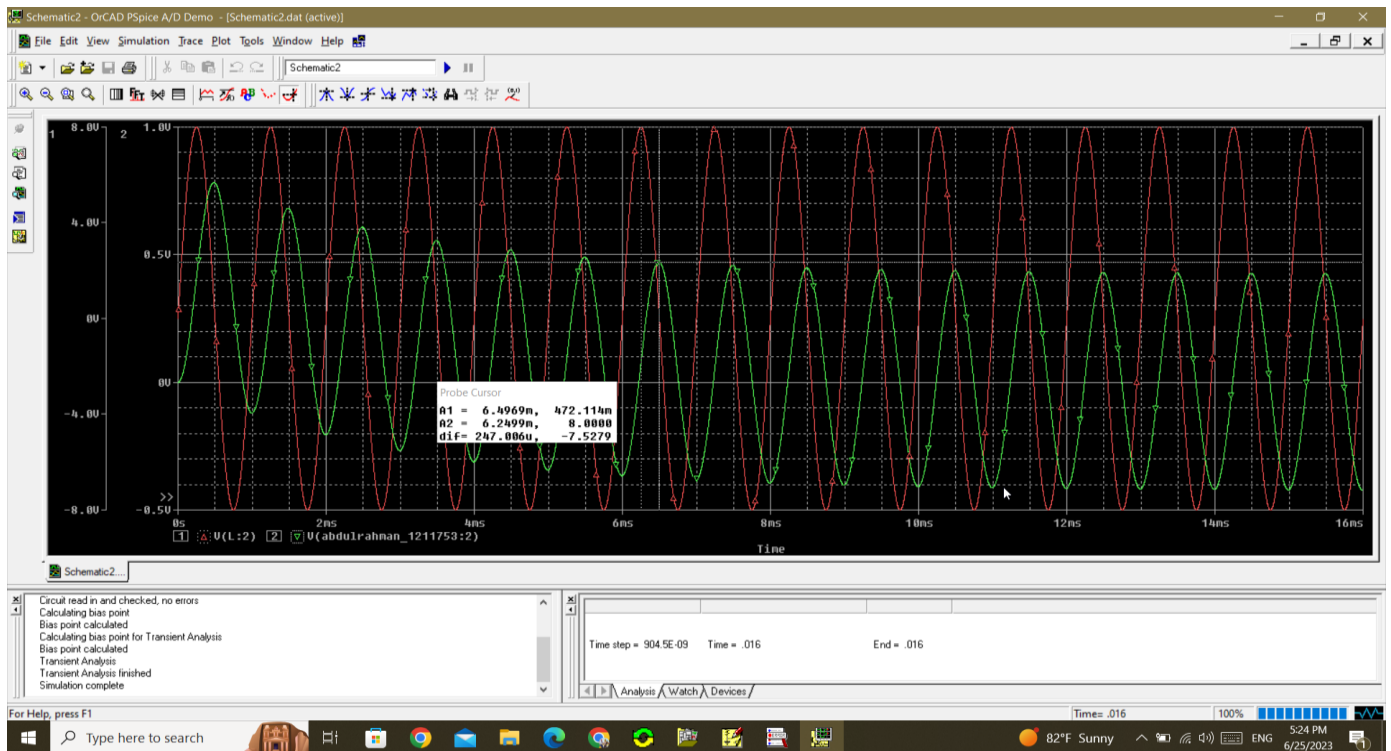 Schematic2 - OrCAD PSpice A/D Demo - [Schematic2.dat (active)]
File Edit View Simulation Trace Plot Tools Window Help
Schematic2
1 8.0V 2 1.0V
4.0V
0.5V
0V
0V
-4.0V
>>
-8.0V -0.5V
Probe Cursor
A1 = 6.4969m, 472.114m
A2 = 6.2499m, 8.0000
dif= 247.006u, -7.5279
0s 2ms 4ms 6ms 8ms 10ms 12ms 14ms 16ms
1 V(L:2) 2 V(abdulrahman_1211753:2)
Time
Schematic2....
Circuit read in and checked, no errors
Calculating bias point
Bias point calculated
Calculating bias point for Transient Analysis
Bias point calculated
Transient Analysis
Transient Analysis finished
Simulation complete
Time step = 904.5E-09 Time = .016 End = .016
Analysis Watch Devices
For Help, press F1 Time= .016 100%
Type here to search
82°F Sunny ENG 5:24 PM
6/25/2023 1